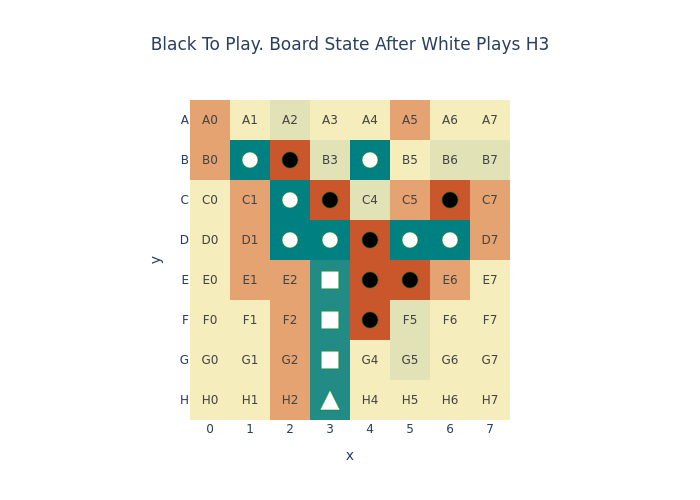 Black To Play. Board State After White Plays H3
A A0 A1 A2 A3 A4 A5 A6 A7
B B0 B3 B5 B6 B7
C C0 C1 C4 C5 C7
D D0 D1 D7
y
E E0 E1 E2 E6 E7
F F0 F1 F2 F5 F6 F7
G G0 G1 G2 G4 G5 G6 G7
H H0 H1 H2 H4 H5 H6 H7
0 1 2 3 4 5 6 7
x